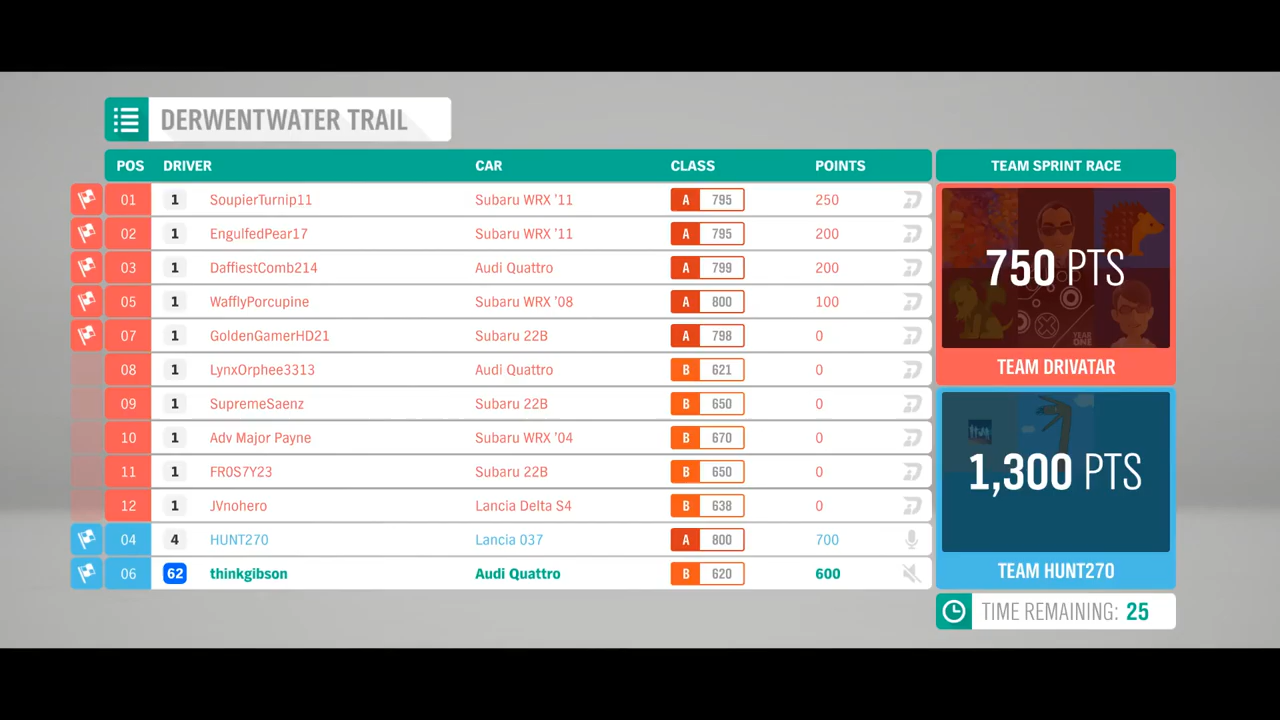 DERWENTWATER TRAIL
POS DRIVER CAR CLASS POINTS TEAM SPRINT RACE
01 1 SoupierTurnip11 Subaru WRX '11 A 795 250
02 1 EngulfedPear17 Subaru WRX '11 A 795 200
03 1 DaffiestComb214 Audi Quattro A 799 200
05 1 WafflyPorcupine Subaru WRX '08 A 800 100
07 1 GoldenGamerHD21 Subaru 22B A 798 0
08 1 LynxOrphee3313 Audi Quattro B 621 0
09 1 SupremeSaenz Subaru 22B B 650 0
10 1 Adv Major Payne Subaru WRX '04 B 670 0
11 1 FR0S7Y23 Subaru 22B B 650 0
12 1 JVnohero Lancia Delta S4 B 638 0
04 4 HUNT270 Lancia 037 A 800 700
06 62 thinkgibson Audi Quattro B 620 600
750 PTS
YEAR
ONE
TEAM DRIVATAR
1,300 PTS
TEAM HUNT270
TIME REMAINING: 25